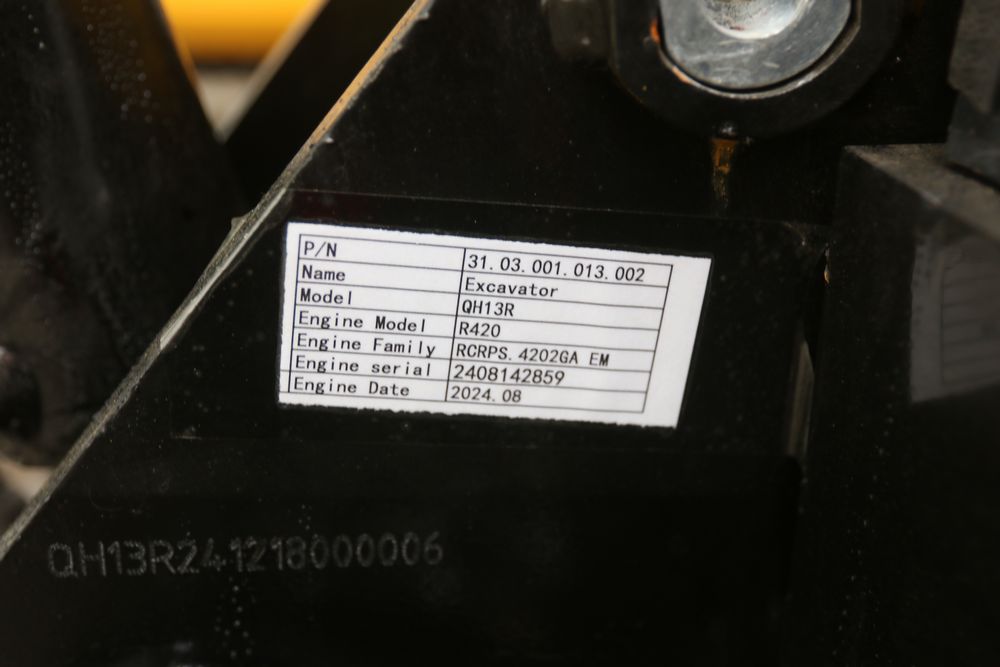 P/N 31.03.001.013.002
Name Excavator
Model QH13R
Engine Model R420
Engine Family RCRPS.4202GA EM
Engine serial 2408142859
Engine Date 2024.08
QH13R241218000006